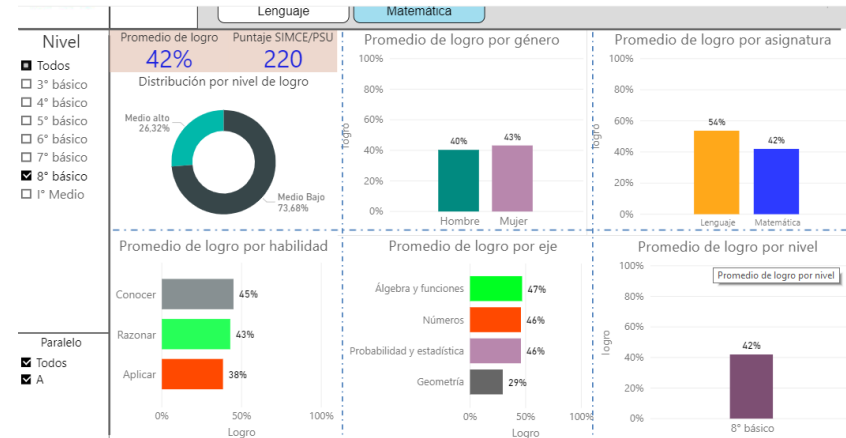 Lenguaje
Matemática
Nivel
Todos
3° básico
4° básico
5° básico
6° básico
7° básico
8° básico
I° Medio
Paralelo
Todos
A
Promedio de logro
Puntaje SIMCE/PSU
42%
220
Distribución por nivel de logro
Medio alto
26.32%
Medio Bajo
73.68%
Promedio de logro por género
100%
80%
60%
40%
20%
0%
logro
40%
43%
Hombre
Mujer
Promedio de logro por asignatura
100%
80%
60%
40%
20%
0%
logro
54%
42%
Lenguaje
Matemática
Promedio de logro por habilidad
Conocer
45%
Razonar
43%
Aplicar
38%
0%
50%
100%
Logro
Promedio de logro por eje
Álgebra y funciones
47%
Números
46%
Probabilidad y estadística
46%
Geometría
29%
0%
50%
100%
Logro
Promedio de logro por nivel
100%
Promedio de logro por nivel
80%
60%
40%
20%
0%
logro
42%
8° básico